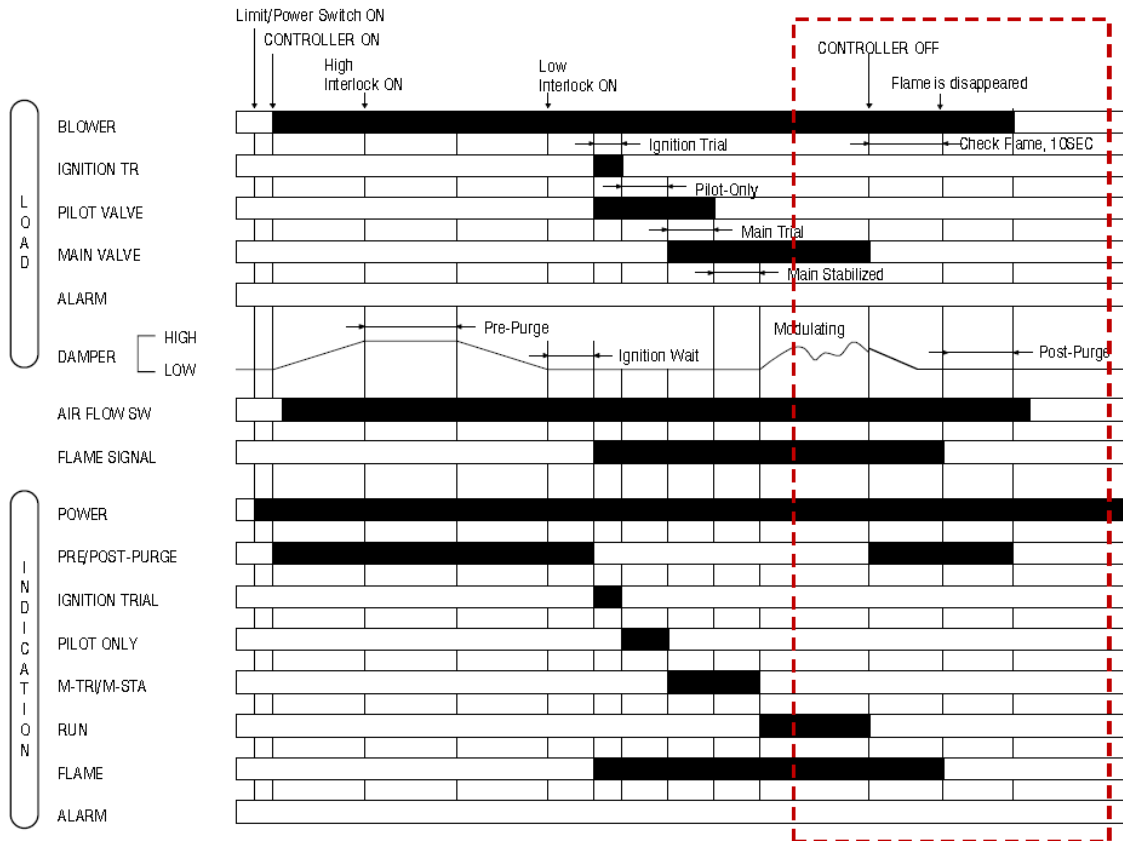 Limit/Power Switch ON
CONTROLLER ON
High
Interlock ON
Low
Interlock ON
CONTROLLER OFF
Flame is disappeared
LOAD
BLOWER
Check Flame, 10SEC
Ignition Trial
IGNITION TR
Pilot-Only
PILOT VALVE
Main Trial
MAIN VALVE
Main Stabilized
ALARM
DAMPER
HIGH
LOW
Pre-Purge
Ignition Wait
Modulating
Post-Purge
AIR FLOW SW
FLAME SIGNAL
INDICATION
POWER
PRE/POST-PURGE
IGNITION TRIAL
PILOT ONLY
M-TRI/M-STA
RUN
FLAME
ALARM